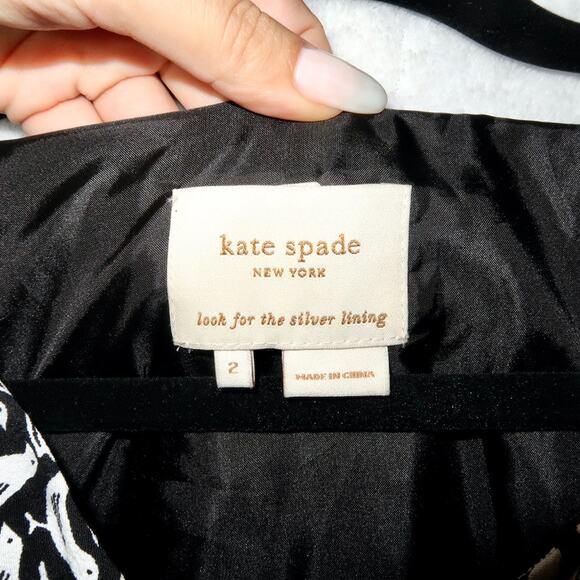 kate spade
NEW YORK
look for the silver lining
2
MADE IN CHINA